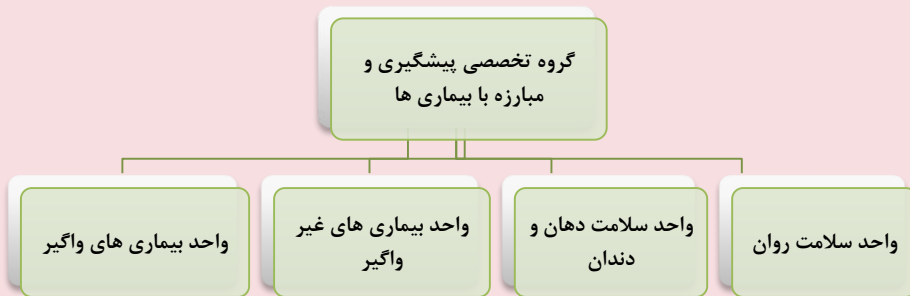 گروه تخصصی پیشگیری و
مبارزه با بیماری ها
واحد سلامت روان
واحد سلامت دهان و
دندان
واحد بیماری های غیر
واگیر
واحد بیماری های واگیر